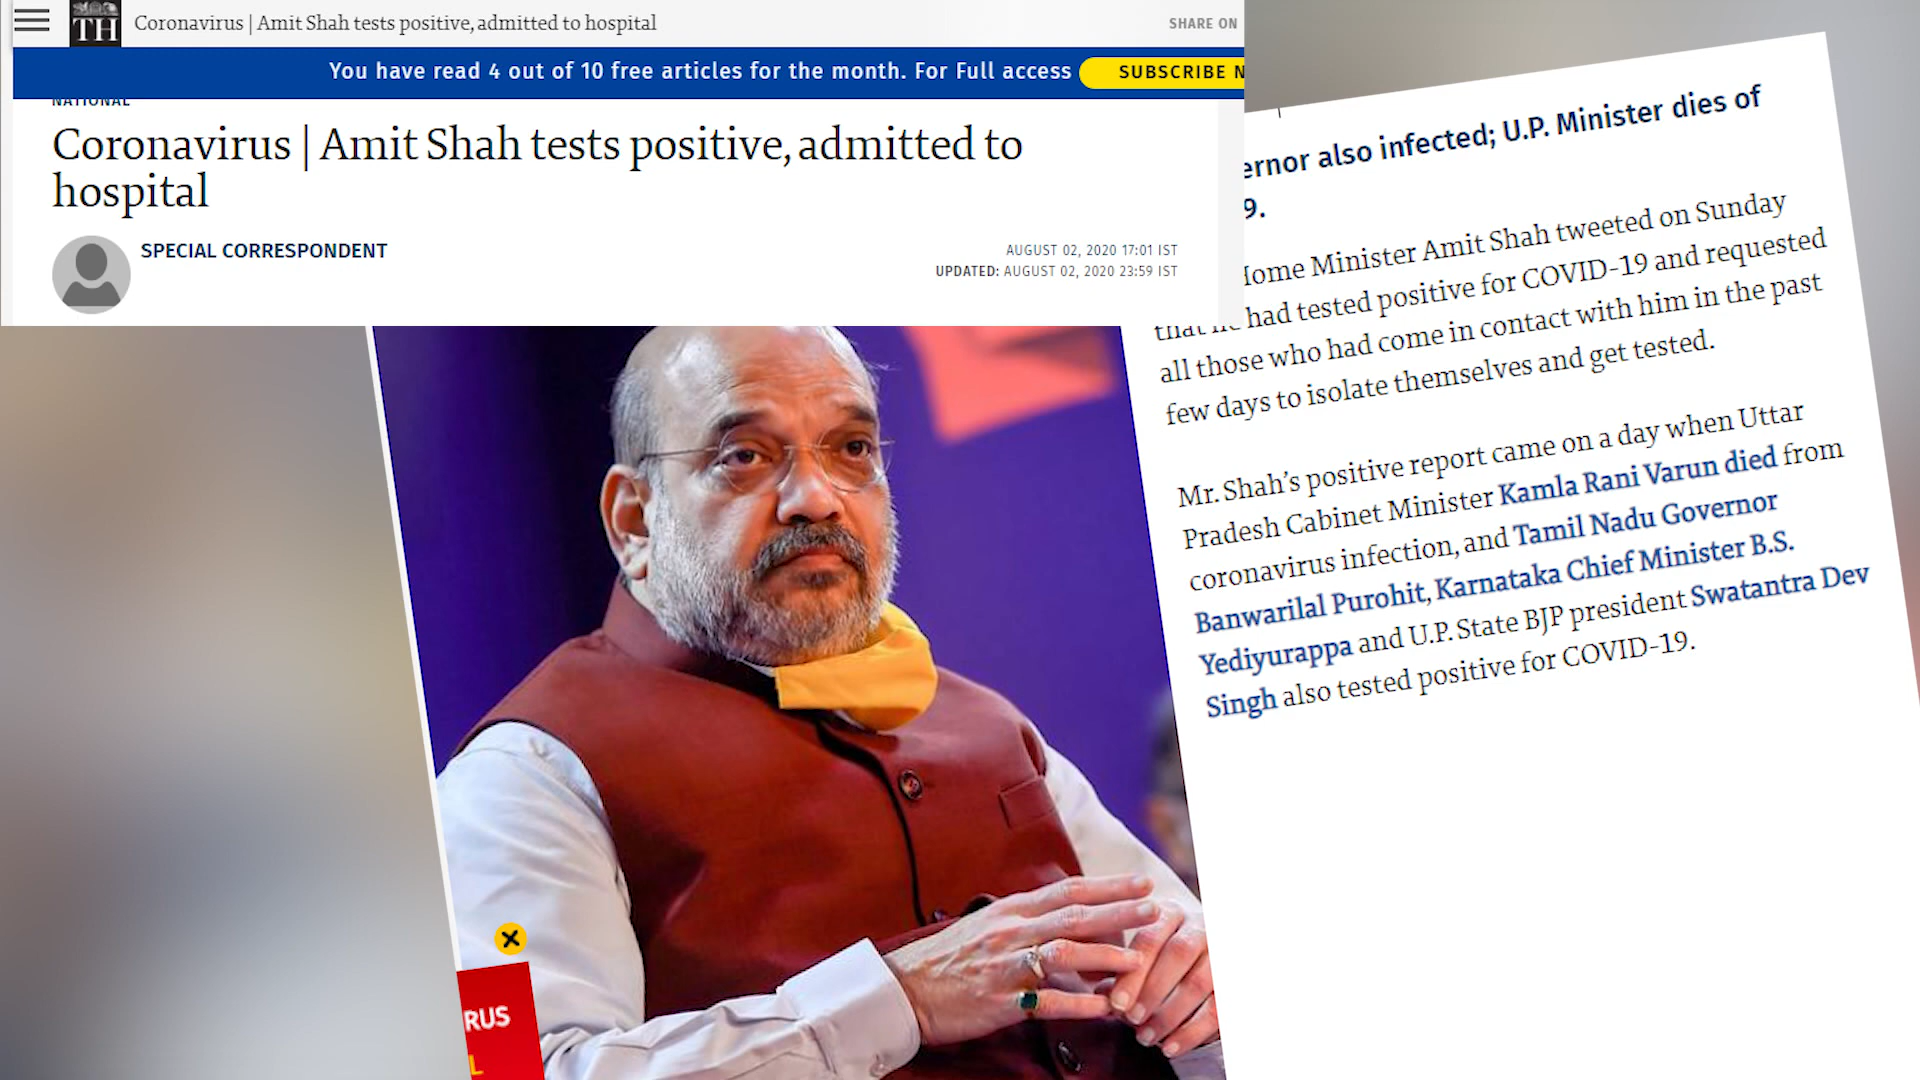 TH
Coronavirus | Amit Shah tests positive, admitted to hospital
SHARE ON
You have read 4 out of 10 free articles for the month. For Full access
SUBSCRIBE N
NATIONAL
Coronavirus | Amit Shah tests positive, admitted to
hospital
SPECIAL CORRESPONDENT
AUGUST 02, 2020 17:01 IST
UPDATED: AUGUST 02, 2020 23:59 IST
ernor also infected; U.P. Minister dies of
9.
Home Minister Amit Shah tweeted on Sunday
that he had tested positive for COVID-19 and requested
all those who had come in contact with him in the past
few days to isolate themselves and get tested.
Mr. Shah's positive report came on a day when Uttar
Pradesh Cabinet Minister Kamla Rani Varun died from
coronavirus infection, and Tamil Nadu Governor
Banwarilal Purohit, Karnataka Chief Minister B.S.
Yediyurappa and U.P. State BJP president Swatantra Dev
Singh also tested positive for COVID-19.
RUS
L